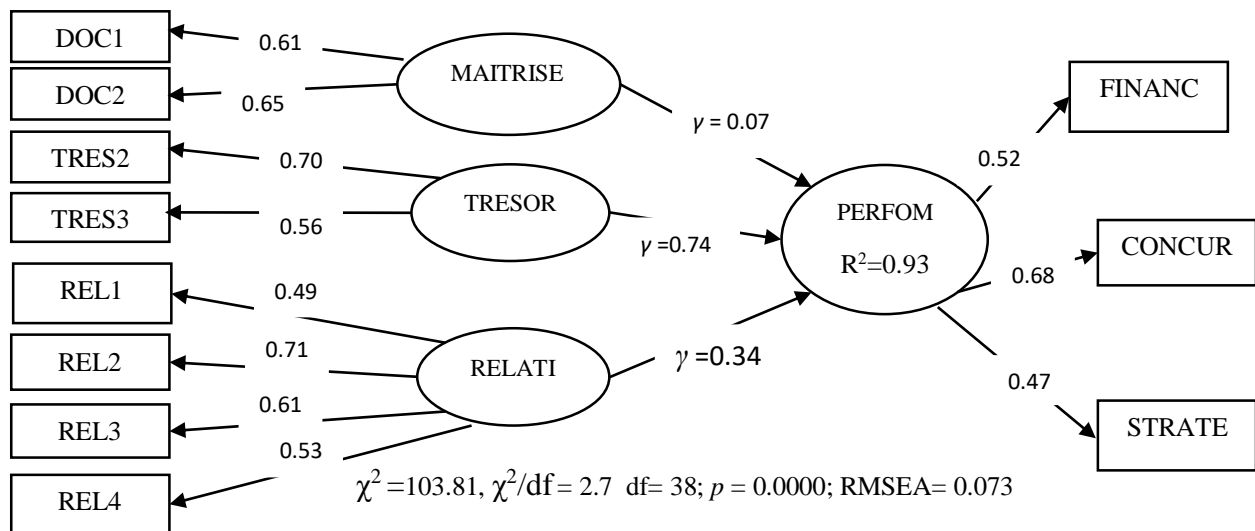 DOC1
0.61
MAITRISE
DOC2
0.65
FINANC
γ = 0.07
TRES2
0.70
0.52
TRESOR
TRES3
0.56
γ=0.74
PERFOM
R²=0.93
CONCUR
0.68
REL1
0.49
REL2
0.71
RELATI
γ=0.34
0.47
REL3
0.61
STRATE
0.53
REL4
χ² =103.81, χ²/df = 2.7 df= 38; p = 0.0000; RMSEA= 0.073